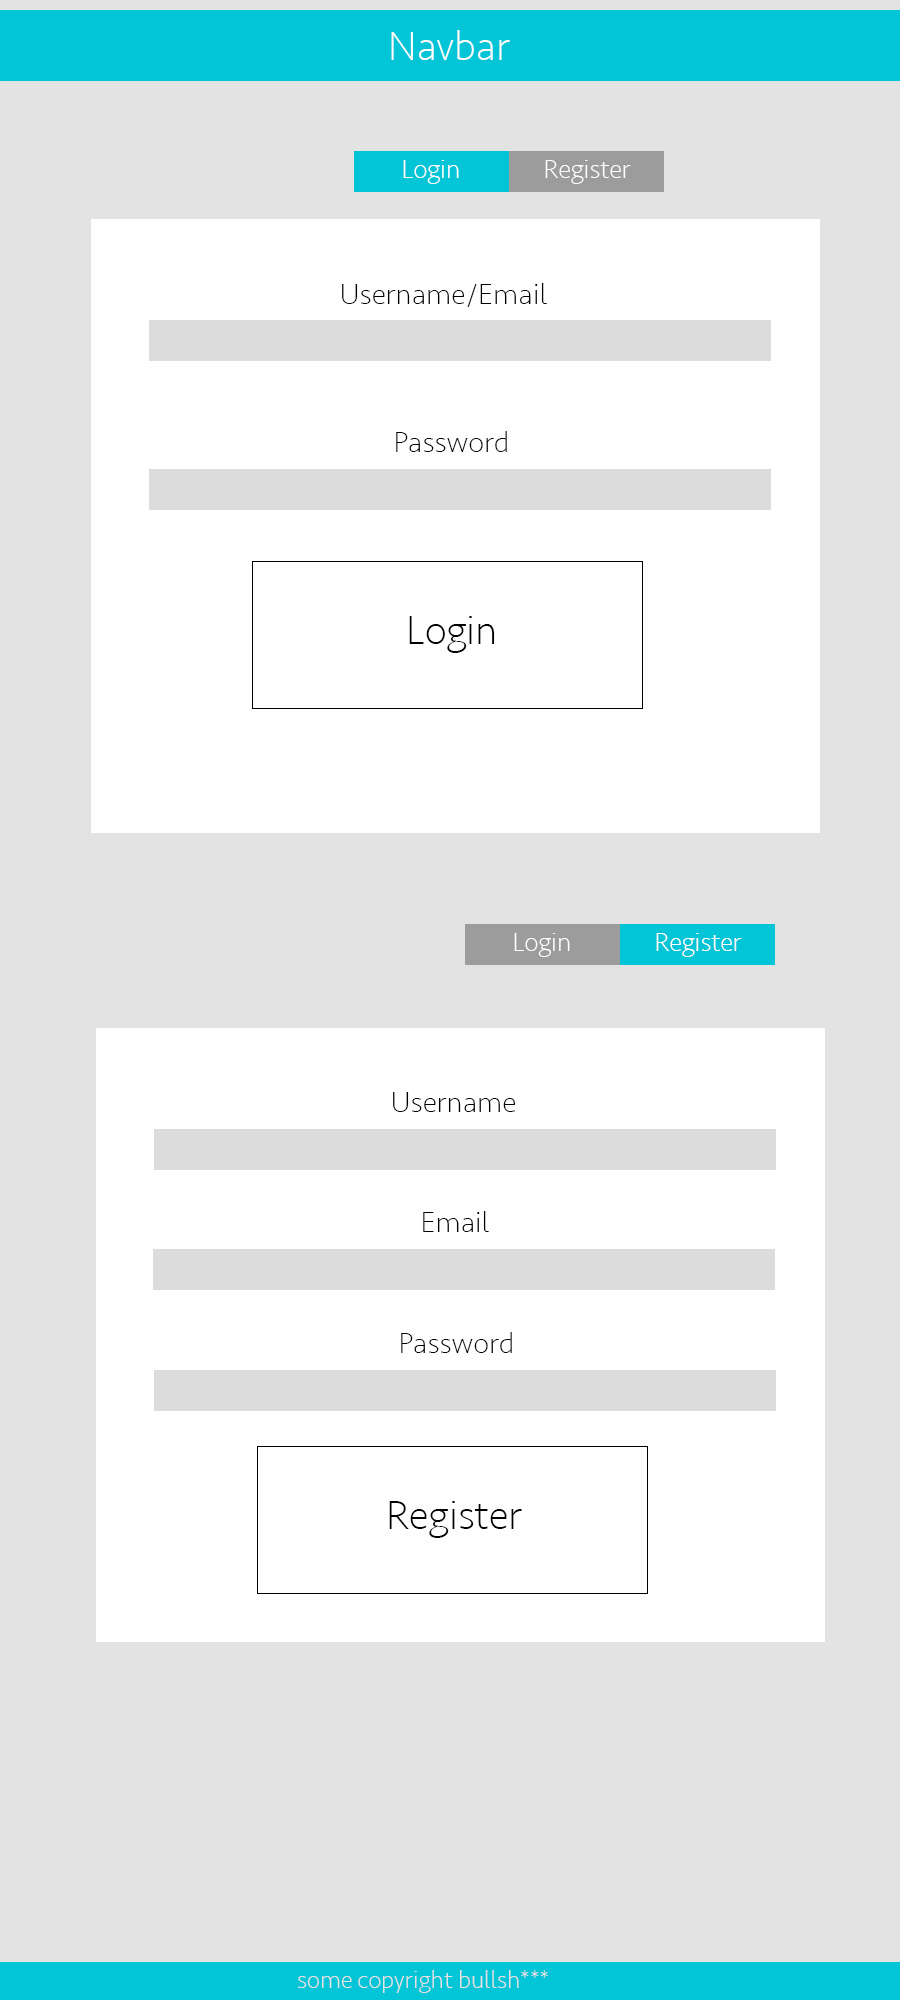 Navbar
Login Register
Username/Email
Password
Login
Login Register
Username
Email
Password
Register
some copyright bullsh***